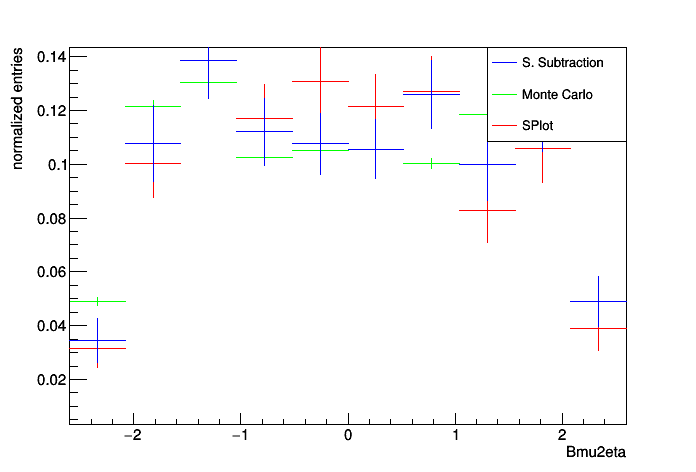 normalized entries
0.14
0.12
0.1
0.08
0.06
0.04
0.02
−2
−1
0
1
2
Bmu2eta
S. Subtraction
Monte Carlo
SPlot